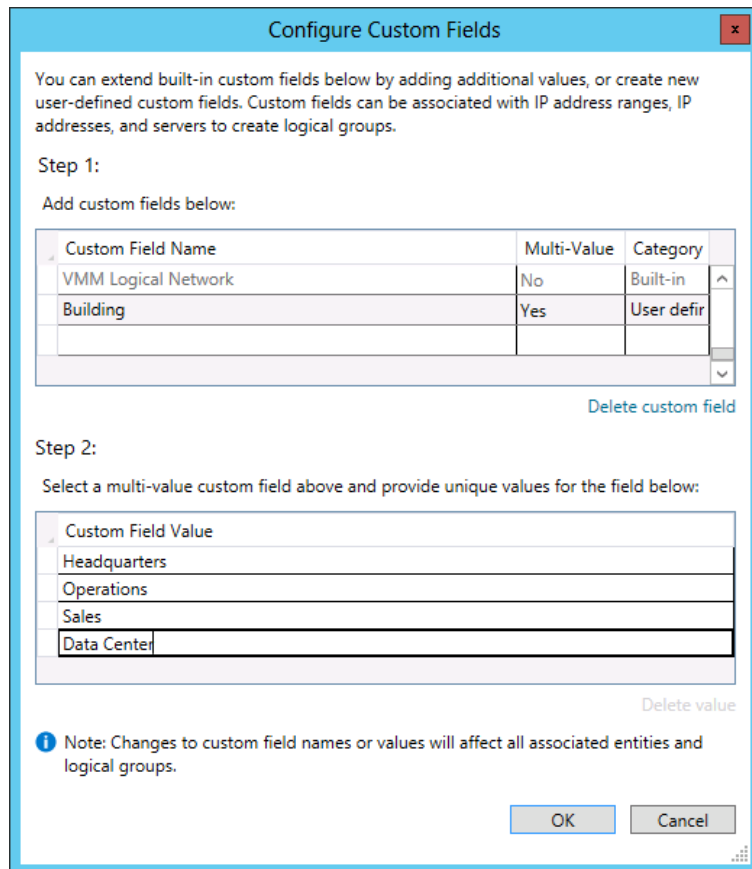 Configure Custom Fields
x
You can extend built-in custom fields below by adding additional values, or create new
user-defined custom fields. Custom fields can be associated with IP address ranges, IP
addresses, and servers to create logical groups.
Step 1:
Add custom fields below:
Custom Field Name Multi-Value Category
VMM Logical Network No Built-in
Building Yes User defin
Delete custom field
Step 2:
Select a multi-value custom field above and provide unique values for the field below:
Custom Field Value
Headquarters
Operations
Sales
Data Center
Delete value
i Note: Changes to custom field names or values will affect all associated entities and
logical groups.
OK Cancel